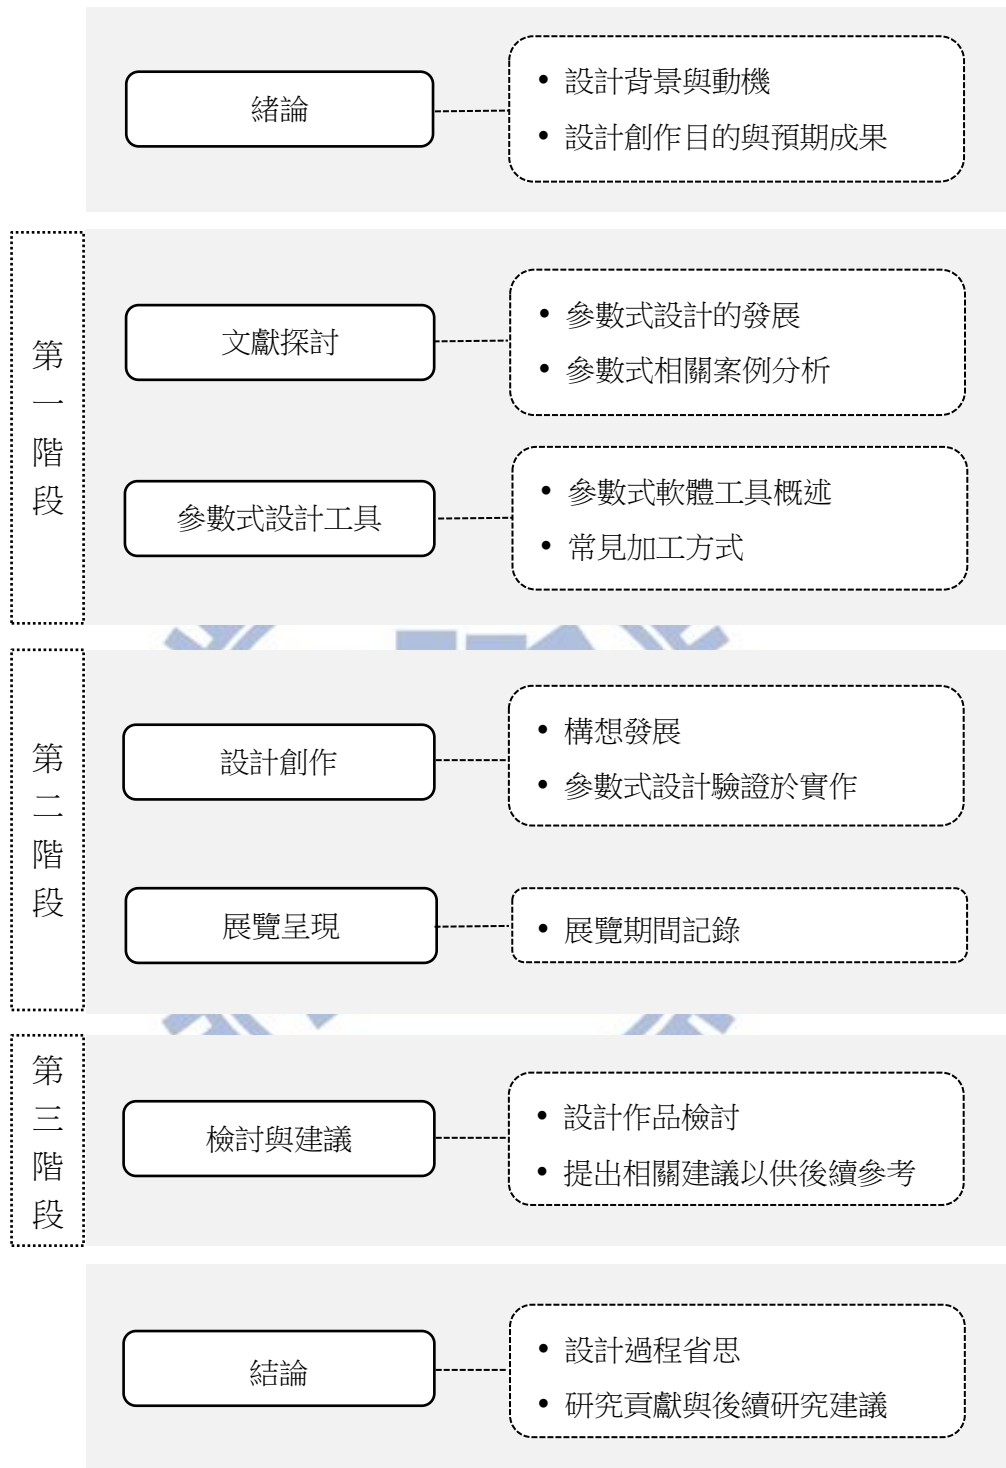 緒論
• 設計背景與動機
• 設計創作目的與預期成果
第一階段
文獻探討
• 參數式設計的發展
• 參數式相關案例分析
參數式設計工具
• 參數式軟體工具概述
• 常見加工方式
第二階段
設計創作
• 構想發展
• 參數式設計驗證於實作
展覽呈現
• 展覽期間記錄
第三階段
檢討與建議
• 設計作品檢討
• 提出相關建議以供後續參考
結論
• 設計過程省思
• 研究貢獻與後續研究建議